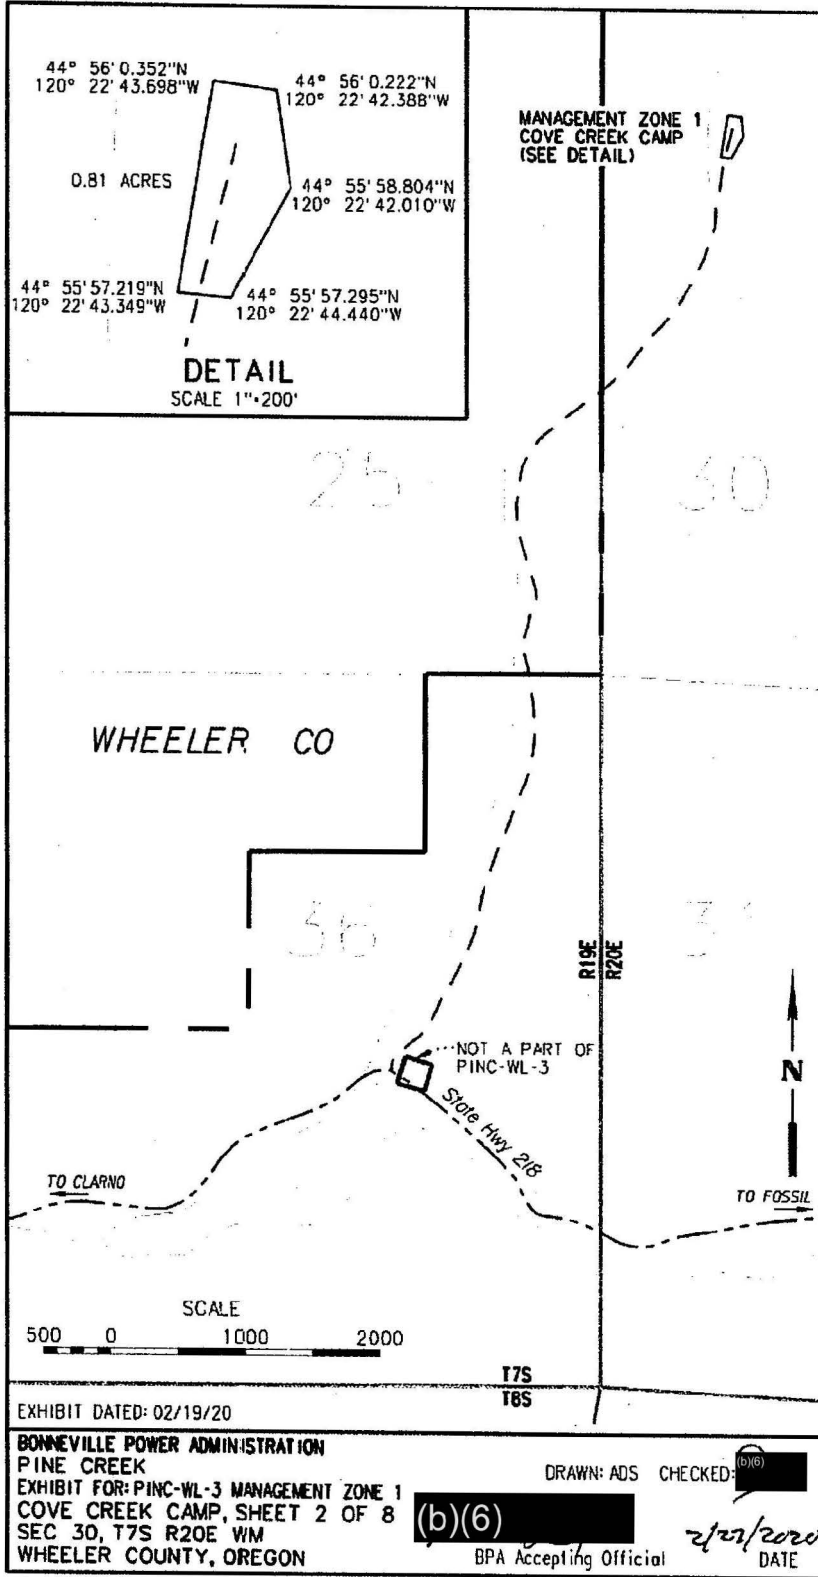 44° 56' 0.352"N
120° 22' 43.698"W
44° 56' 0.222"N
120° 22' 42.388"W
0.81 ACRES
44° 55' 58.804"N
120° 22' 42.010"W
44° 55' 57.219"N
120° 22' 43.349"W
44° 55' 57.295"N
120° 22' 44.440"W
DETAIL
SCALE 1"=200'
MANAGEMENT ZONE 1
COVE CREEK CAMP
(SEE DETAIL)
25
30
WHEELER CO
36
R19E
R20E
NOT A PART OF
PINC-WL-3
State Hwy 218
N
TO CLARNO
TO FOSSIL
SCALE
500 0 1000 2000
T7S
T8S
EXHIBIT DATED: 02/19/20
BONNEVILLE POWER ADMINISTRATION
PINE CREEK
EXHIBIT FOR: PINC-WL-3 MANAGEMENT ZONE 1
COVE CREEK CAMP, SHEET 2 OF 8
SEC 30, T7S R20E WM
WHEELER COUNTY, OREGON
DRAWN: ADS CHECKED: (b)(6)
(b)(6)
BPA Accepting Official
DATE